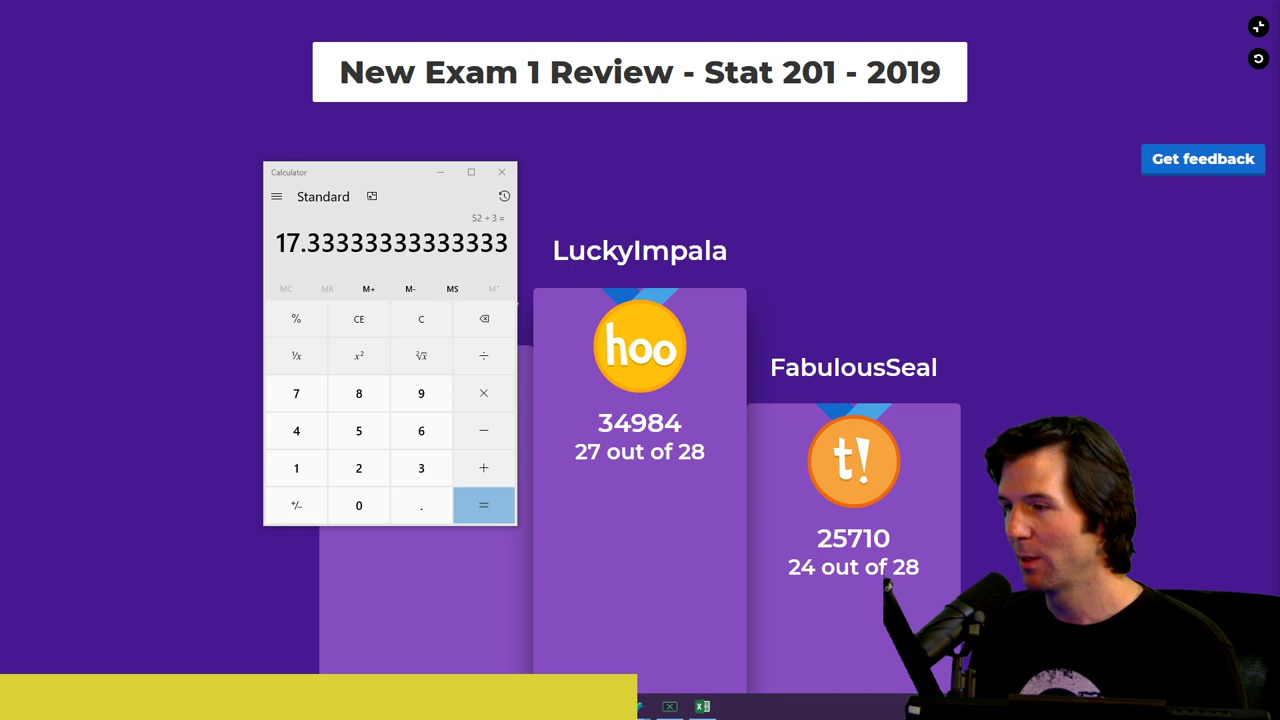 New Exam 1 Review - Stat 201 - 2019
Get feedback
Calculator
Standard
52 ÷ 3 =
17.33333333333333
MC MR M+ M- MS M˅
% CE C
¹/x x² ²√x ÷
7 8 9 ×
4 5 6 −
1 2 3 +
+/− 0 . =
LuckyImpala
hoo
34984
27 out of 28
FabulousSeal
t!
25710
24 out of 28